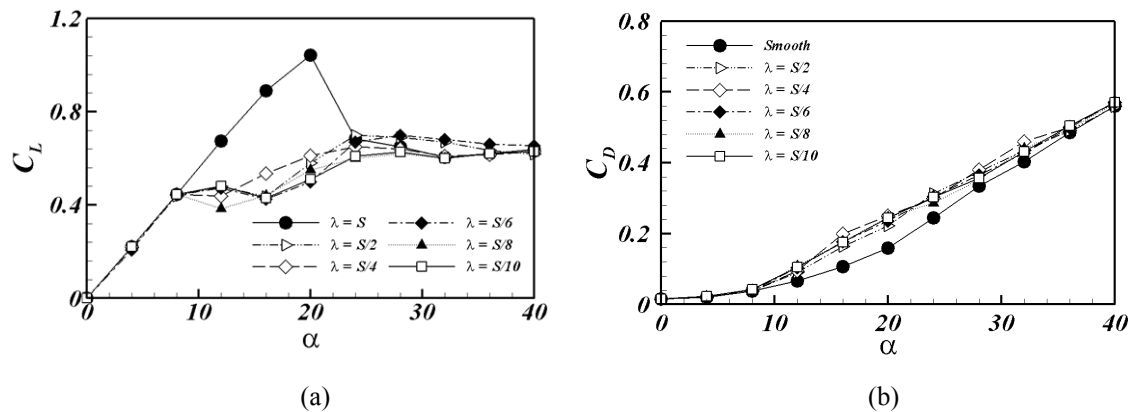 1.2
0.8
0.4
0
C_L
λ = S
λ = S/2
λ = S/4
λ = S/6
λ = S/8
λ = S/10
0 10 20 30 40
α
(a)
0.8
0.6
0.4
0.2
0
C_D
Smooth
λ = S/2
λ = S/4
λ = S/6
λ = S/8
λ = S/10
0 10 20 30 40
α
(b)